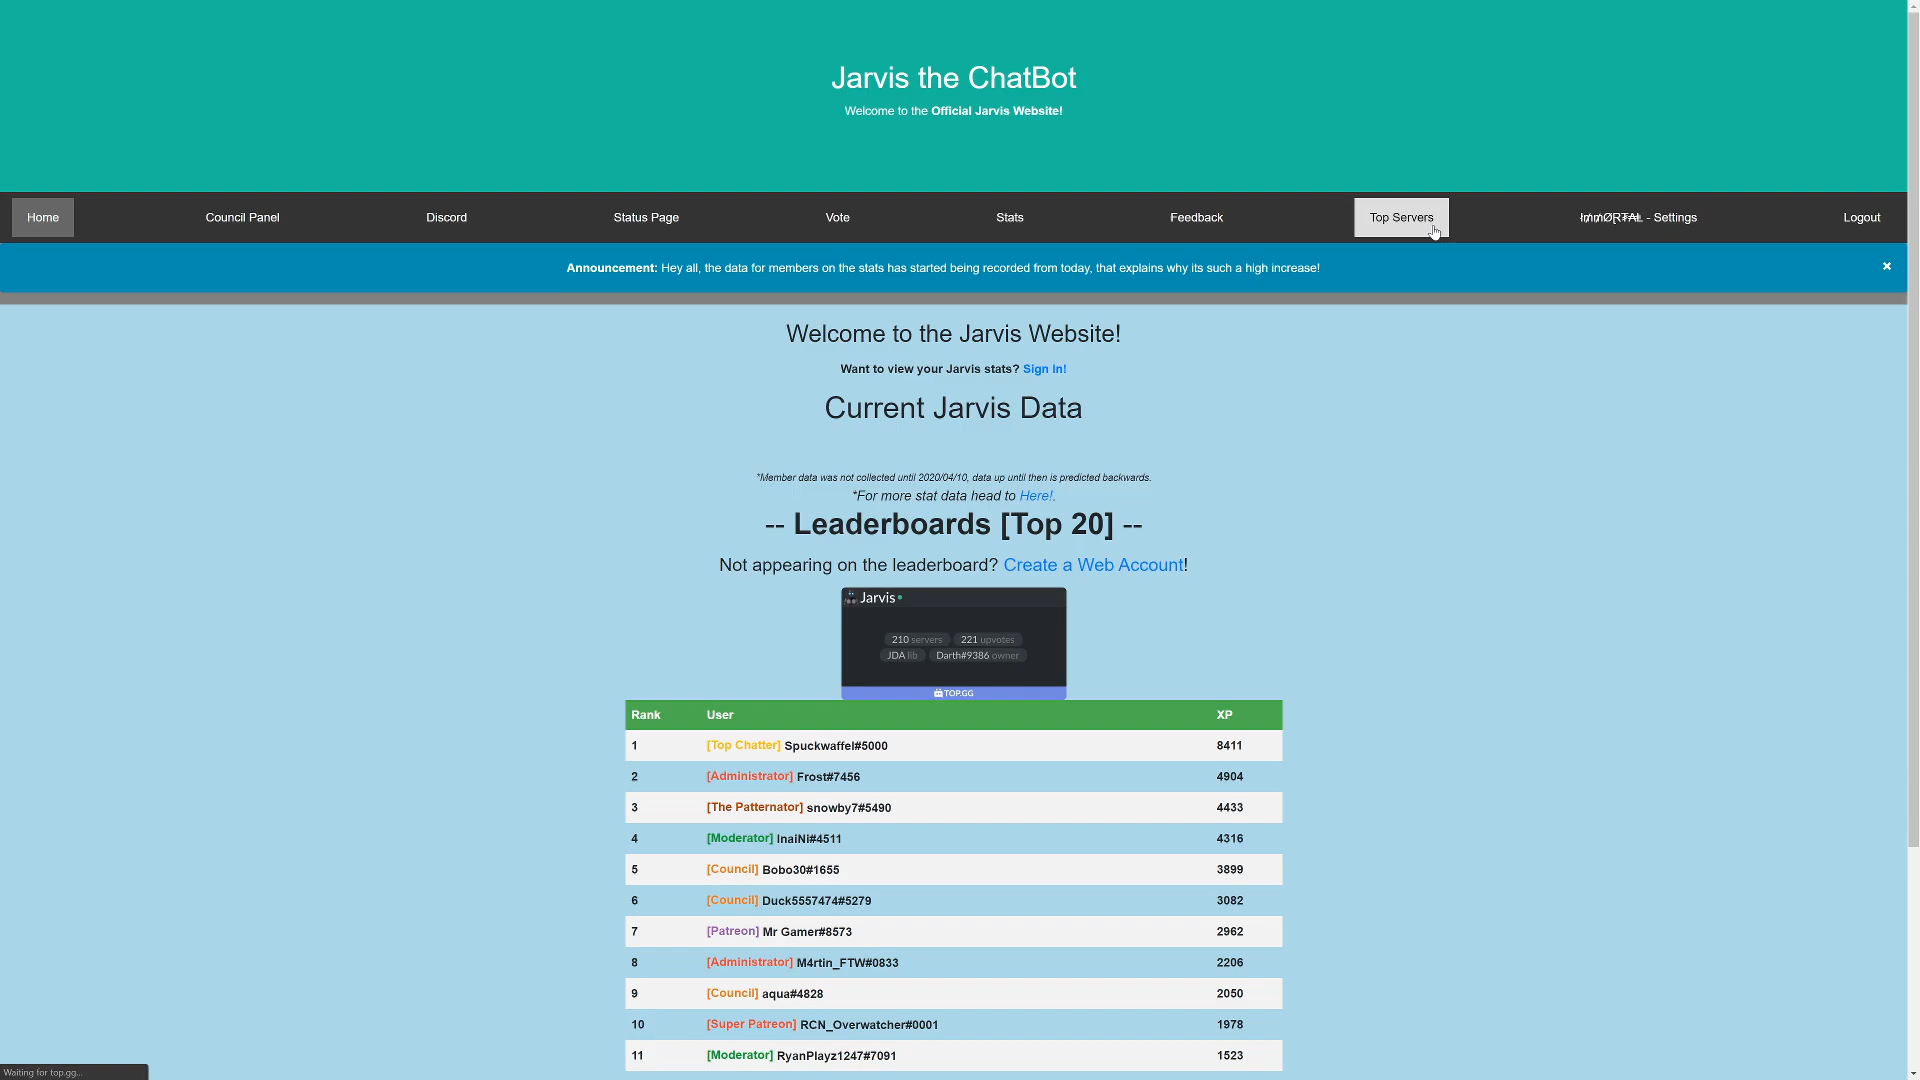 Jarvis the ChatBot
Welcome to the Official Jarvis Website!
Home Council Panel Discord Status Page Vote Stats Feedback Top Servers - Settings Logout
Announcement: Hey all, the data for members on the stats has started being recorded from today, that explains why its such a high increase! ×
Welcome to the Jarvis Website!
Want to view your Jarvis stats? Sign In!
Current Jarvis Data
*Member data was not collected until 2020/04/10, data up until then is predicted backwards.
*For more stat data head to Here!.
-- Leaderboards [Top 20] --
Not appearing on the leaderboard? Create a Web Account!
Jarvis
210 servers 221 upvotes
JDA lib Darth#9386 owner
TOP.GG
Rank User XP
1 [Top Chatter] Spuckwaffel#5000 8411
2 [Administrator] Frost#7456 4904
3 [The Patternator] snowby7#5490 4433
4 [Moderator] InaiNi#4511 4316
5 [Council] Bobo30#1655 3899
6 [Council] Duck5557474#5279 3082
7 [Patreon] Mr Gamer#8573 2962
8 [Administrator] M4rtin_FTW#0833 2206
9 [Council] aqua#4828 2050
10 [Super Patreon] RCN_Overwatcher#0001 1978
11 [Moderator] RyanPlayz1247#7091 1523
Waiting for top.gg...